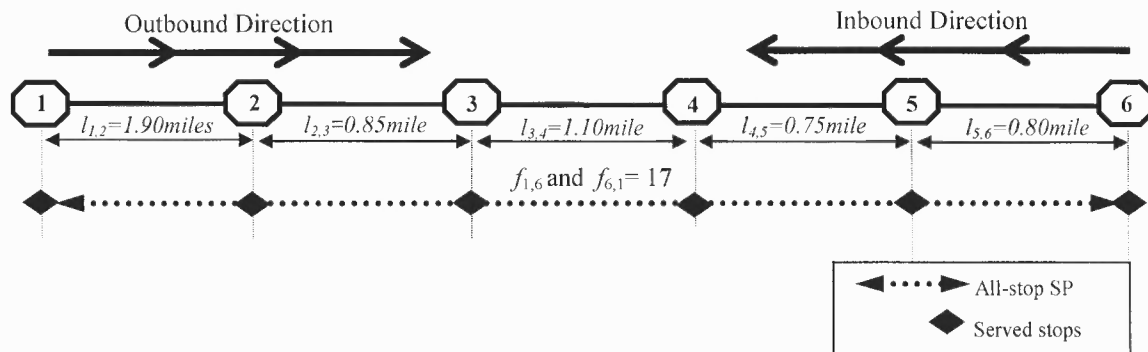 Outbound Direction
Inbound Direction
1 2 3 4 5 6
l1,2=1.90miles l2,3=0.85mile l3,4=1.10mile l4,5=0.75mile l5,6=0.80mile
f1,6 and f6,1= 17
All-stop SP
Served stops